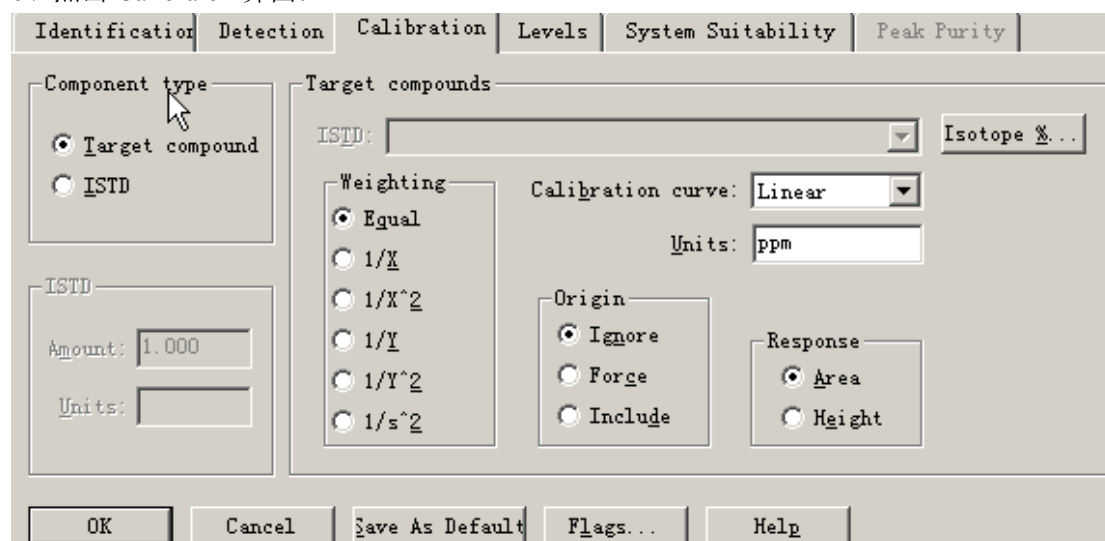 Identification Detection Calibration Levels System Suitability Peak Purity
Component type
Target compound
ISTD
ISTD
Amount: 1.000
Units:
Target compounds
ISTD: Isotope %...
Weighting
Equal
1/X
1/X^2
1/Y
1/Y^2
1/s^2
Calibration curve: Linear
Units: ppm
Origin
Ignore
Force
Include
Response
Area
Height
OK Cancel Save As Default Flags... Help